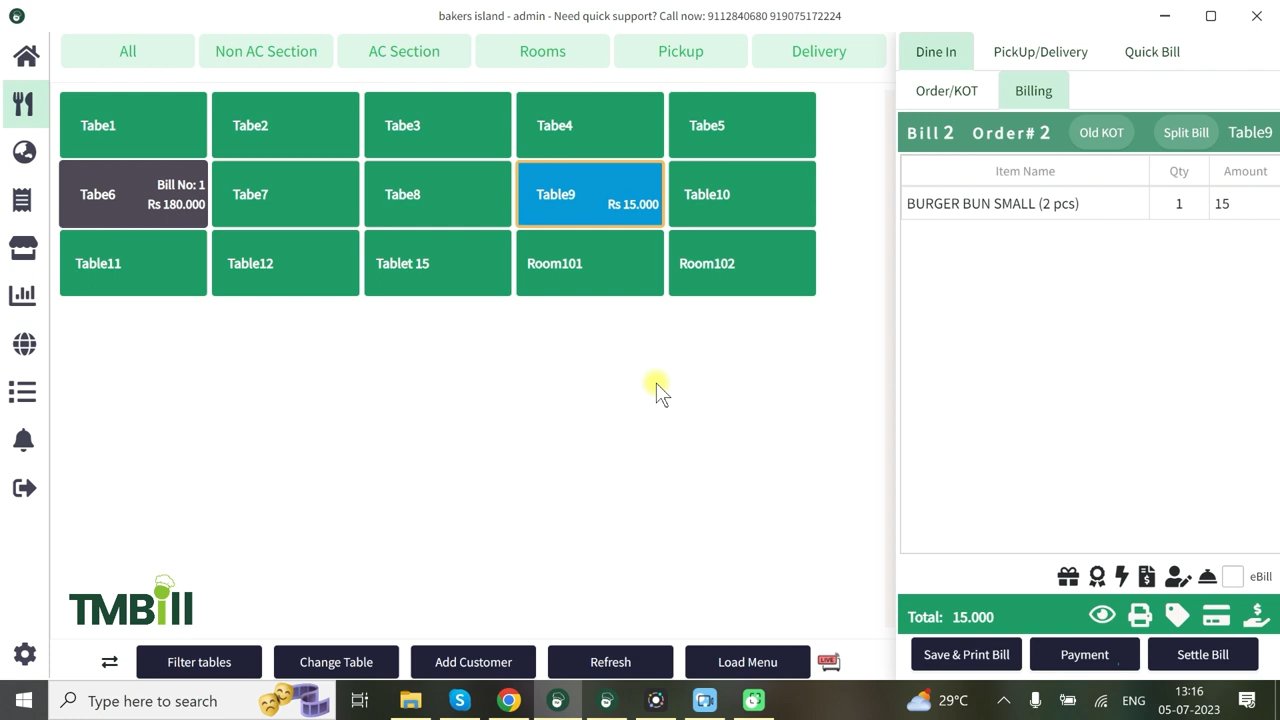 bakers island - admin - Need quick support? Call now: 9112840680 919075172224
All Non AC Section AC Section Rooms Pickup Delivery
Tabe1 Tabe2 Tabe3 Tabe4 Tabe5
Tabe6 Bill No: 1 Rs 180.000 Tabe7 Tabe8 Table9 Rs 15.000 Table10
Table11 Table12 Tablet 15 Room101 Room102
TMBill
Filter tables Change Table Add Customer Refresh Load Menu LIVE
Dine In PickUp/Delivery Quick Bill
Order/KOT Billing
Bill 2 Order# 2 Old KOT Split Bill Table9
Item Name Qty Amount
BURGER BUN SMALL (2 pcs) 1 15
eBill
Total: 15.000
Save & Print Bill Payment Settle Bill
Type here to search
29°C ENG 13:16 05-07-2023